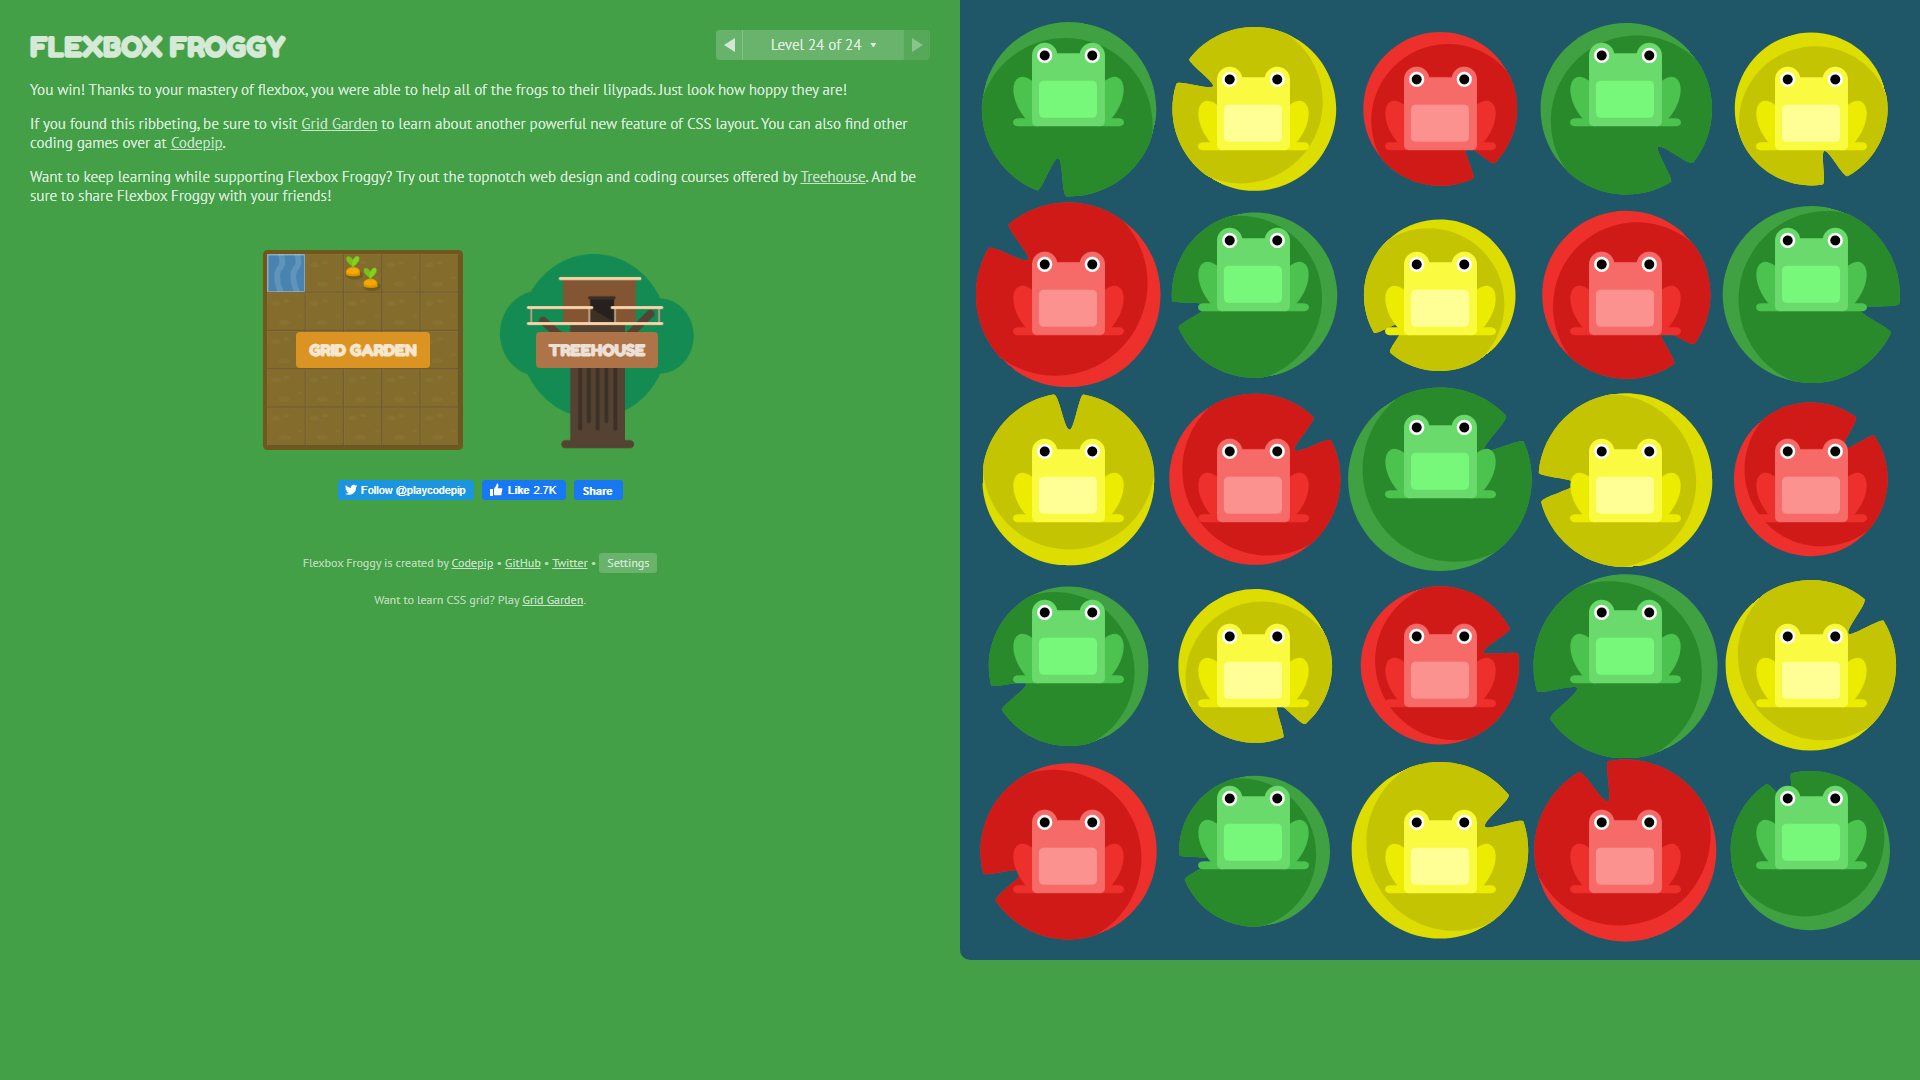 FLEXBOX FROGGY
Level 24 of 24 ▾
You win! Thanks to your mastery of flexbox, you were able to help all of the frogs to their lilypads. Just look how hoppy they are!
If you found this ribbeting, be sure to visit Grid Garden to learn about another powerful new feature of CSS layout. You can also find other
coding games over at Codepip.
Want to keep learning while supporting Flexbox Froggy? Try out the topnotch web design and coding courses offered by Treehouse. And be
sure to share Flexbox Froggy with your friends!
GRID GARDEN
TREEHOUSE
Follow @playcodepip
Like 2.7K
Share
Flexbox Froggy is created by Codepip • GitHub • Twitter • Settings
Want to learn CSS grid? Play Grid Garden.